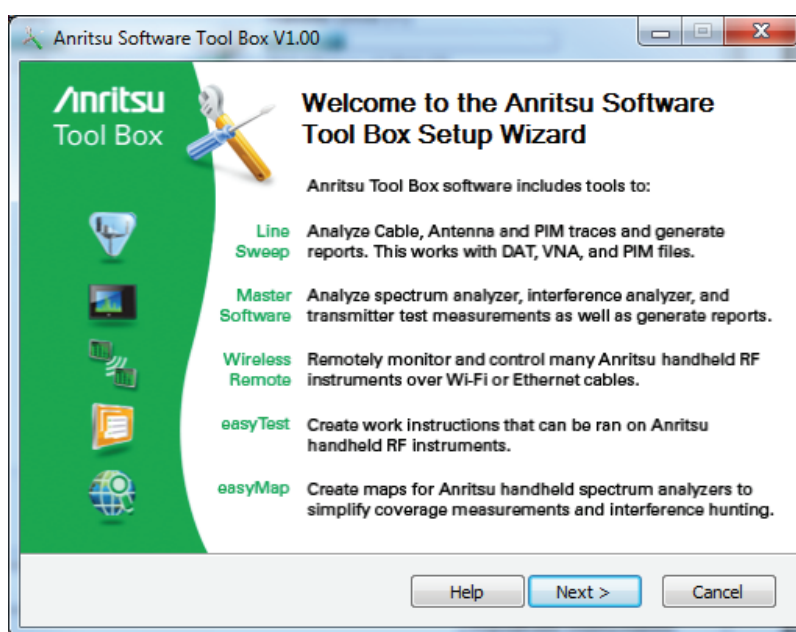 Anritsu Software Tool Box V1.00
Anritsu
Tool Box
Welcome to the Anritsu Software
Tool Box Setup Wizard
Anritsu Tool Box software includes tools to:
Line
Sweep
Analyze Cable, Antenna and PIM traces and generate
reports. This works with DAT, VNA, and PIM files.
Master
Software
Analyze spectrum analyzer, interference analyzer, and
transmitter test measurements as well as generate reports.
Wireless
Remote
Remotely monitor and control many Anritsu handheld RF
instruments over Wi-Fi or Ethernet cables.
easyTest
Create work instructions that can be ran on Anritsu
handheld RF instruments.
easyMap
Create maps for Anritsu handheld spectrum analyzers to
simplify coverage measurements and interference hunting.
Help
Next >
Cancel